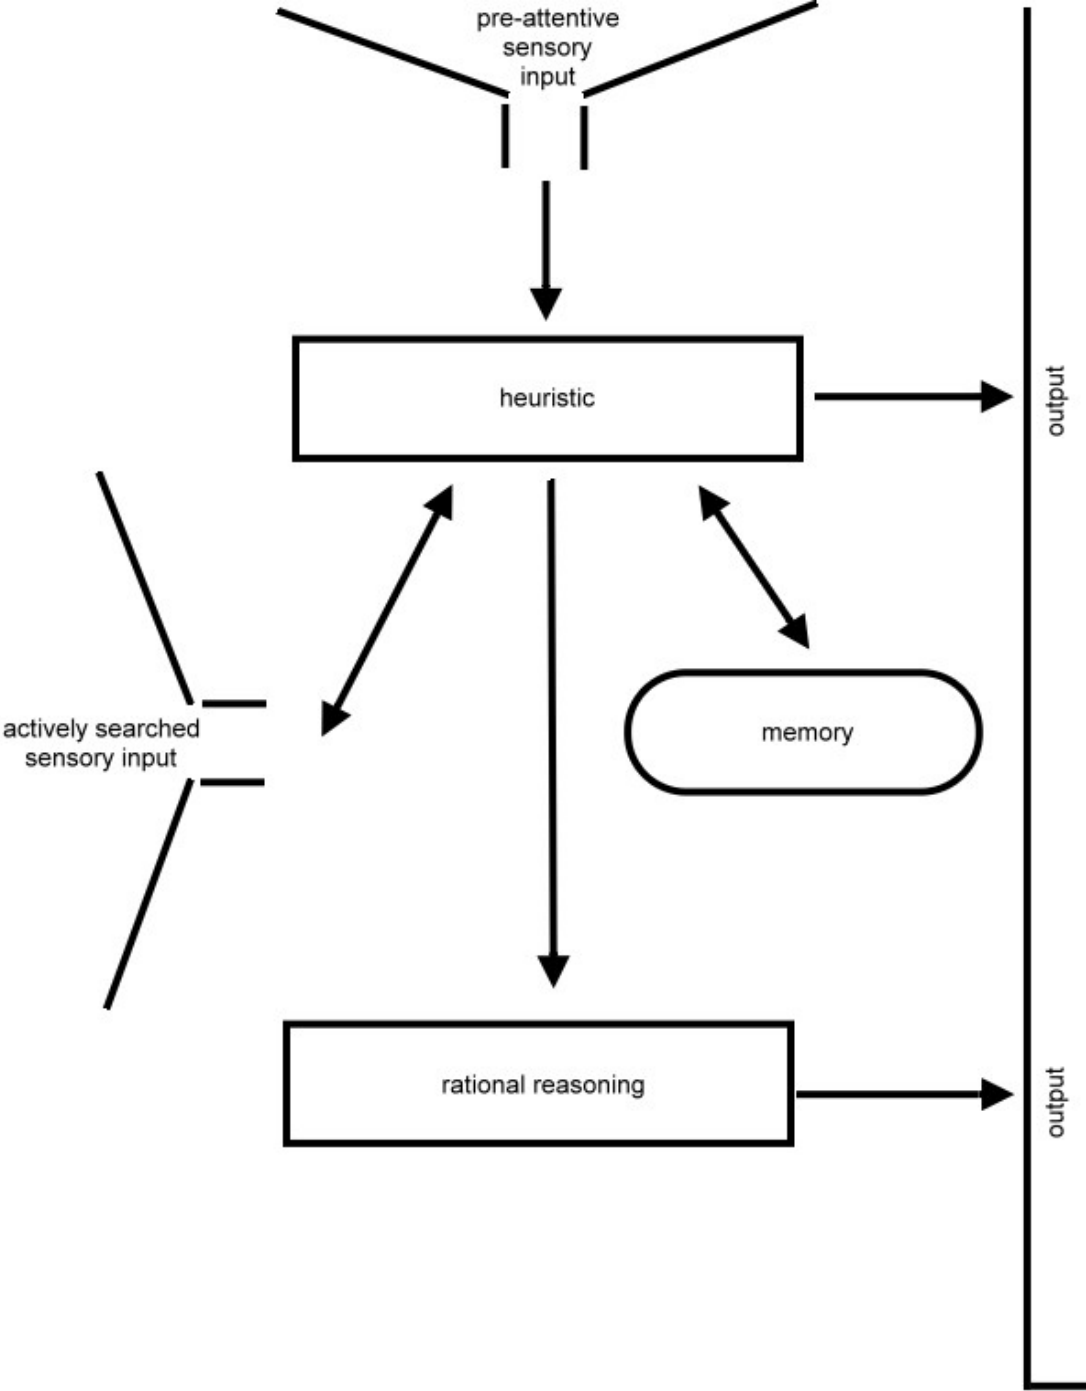 pre-attentive
sensory
input
heuristic
output
actively searched
sensory input
memory
rational reasoning
output